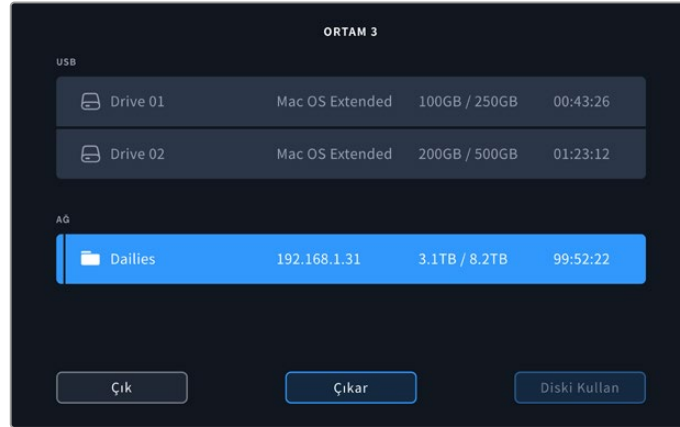 ORTAM 3
USB
Drive 01 Mac OS Extended 100GB / 250GB 00:43:26
Drive 02 Mac OS Extended 200GB / 500GB 01:23:12
AĞ
Dailies 192.168.1.31 3.1TB / 8.2TB 99:52:22
Çık Çıkar Diski Kullan